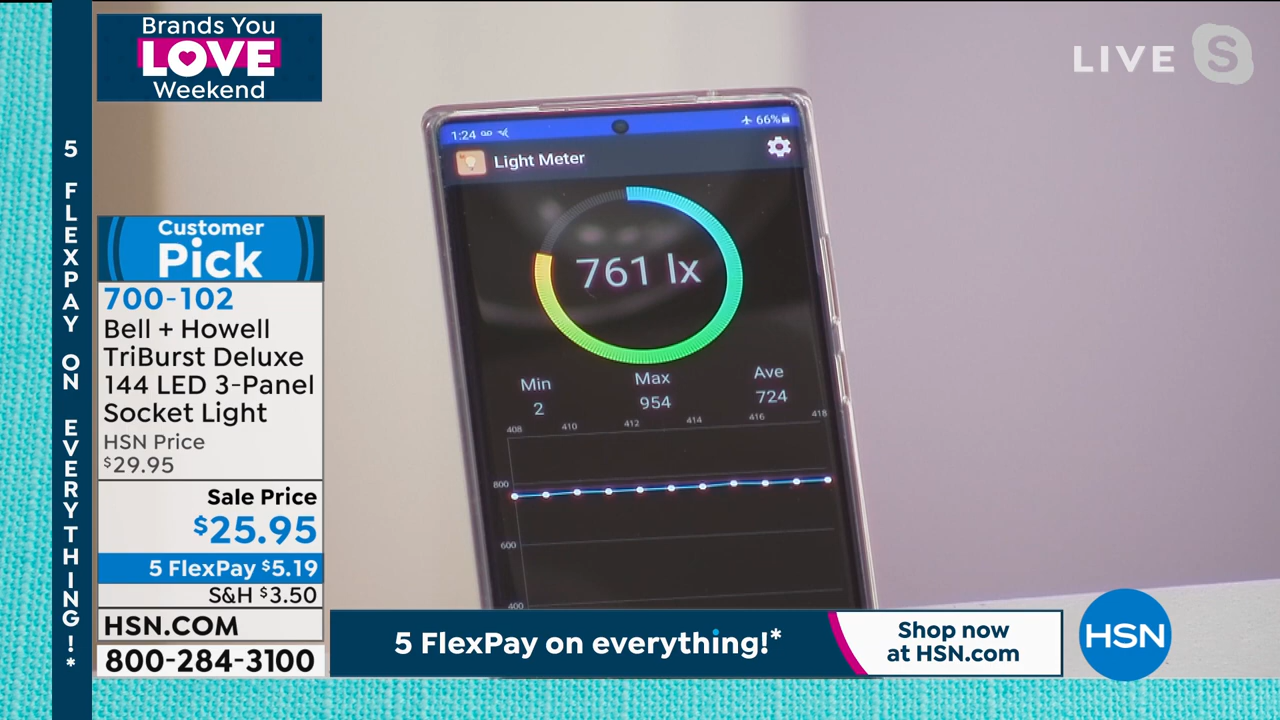 Brands You
LOVE
Weekend
LIVE S
5 FLEXPAY ON EVERYTHING!*
Customer
Pick
700-102
Bell + Howell
TriBurst Deluxe
144 LED 3-Panel
Socket Light
HSN Price
$29.95
Sale Price
$25.95
5 FlexPay $5.19
S&H $3.50
HSN.COM
800-284-3100
1:24
66%
Light Meter
761 lx
Min
Max
Ave
2
954
724
408 410 412 414 416 418
800
600
400
5 FlexPay on everything!*
Shop now
at HSN.com
HSN